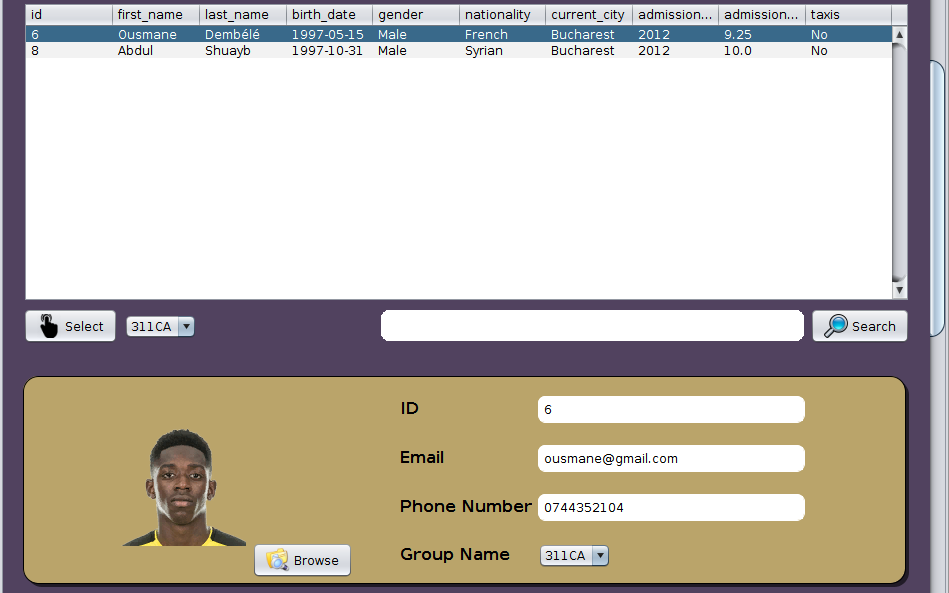 id first_name last_name birth_date gender nationality current_city admission... admission... taxis
6 Ousmane Dembélé 1997-05-15 Male French Bucharest 2012 9.25 No
8 Abdul Shuayb 1997-10-31 Male Syrian Bucharest 2012 10.0 No
Select 311CA Search
ID 6
Email ousmane@gmail.com
Phone Number 0744352104
Group Name 311CA
Browse